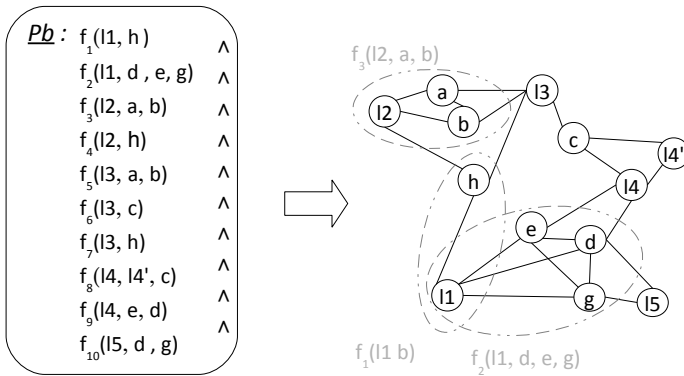 Pb : f1(l1, h) ∧
f2(l1, d , e, g) ∧
f3(l2, a, b) ∧
f4(l2, h) ∧
f5(l3, a, b) ∧
f6(l3, c) ∧
f7(l3, h) ∧
f8(l4, l4', c) ∧
f9(l4, e, d) ∧
f10(l5, d , g)
f3(l2, a, b)
a
l3
l2
b
c
l4'
h
l4
e
d
l1
g
l5
f1(l1 b)
f2(l1, d, e, g)